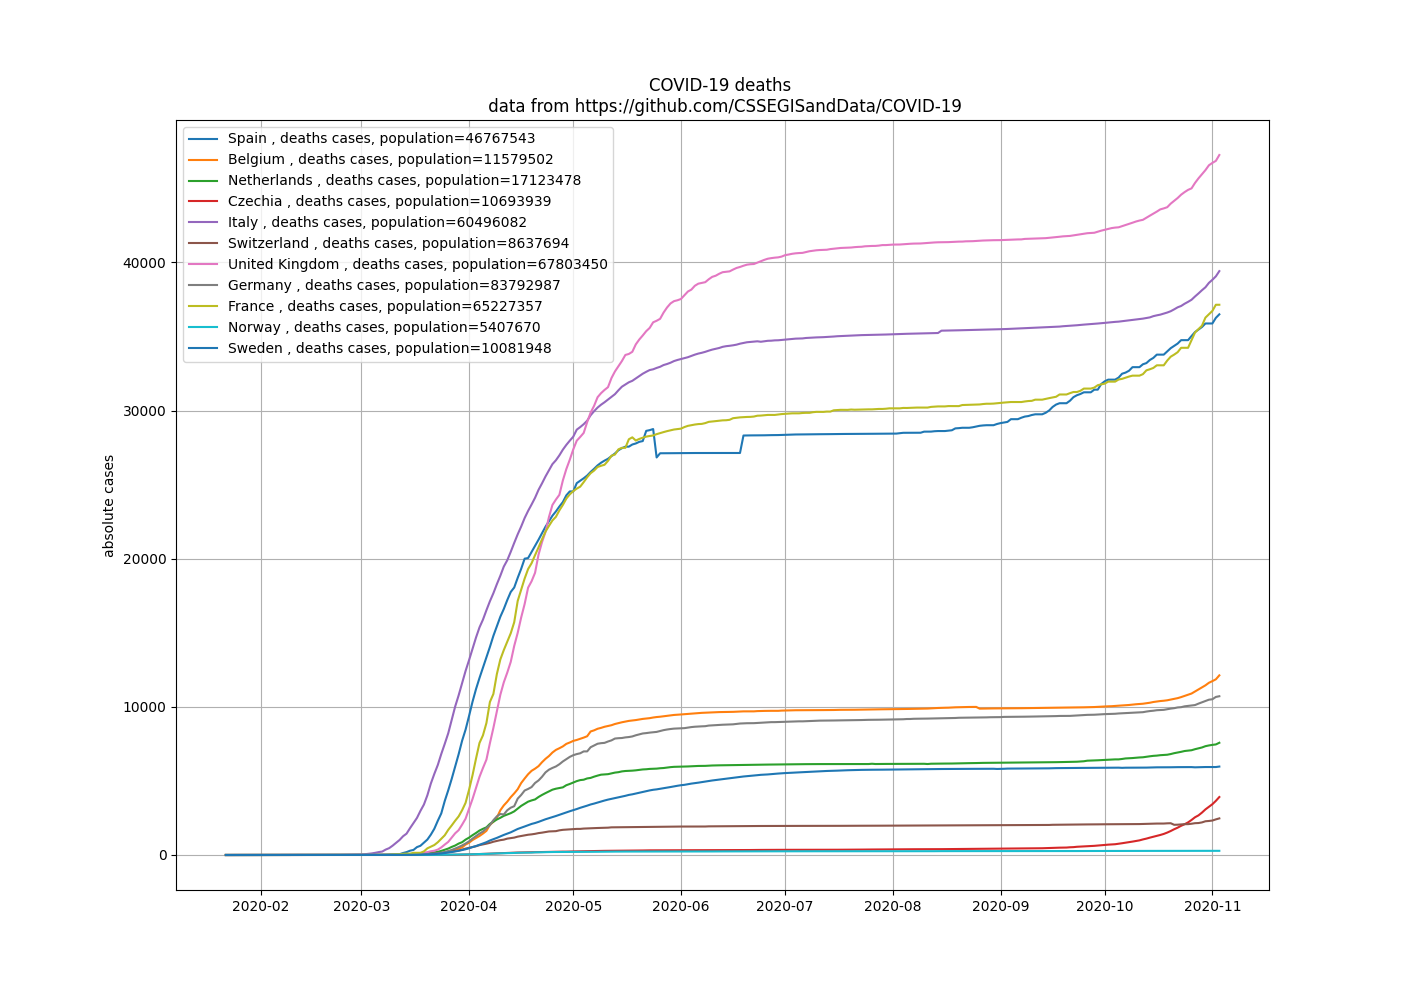 COVID-19 deaths
data from https://github.com/CSSEGISandData/COVID-19
Spain , deaths cases, population=46767543
Belgium , deaths cases, population=11579502
Netherlands , deaths cases, population=17123478
Czechia , deaths cases, population=10693939
Italy , deaths cases, population=60496082
Switzerland , deaths cases, population=8637694
United Kingdom , deaths cases, population=67803450
Germany , deaths cases, population=83792987
France , deaths cases, population=65227357
Norway , deaths cases, population=5407670
Sweden , deaths cases, population=10081948
absolute cases
40000
30000
20000
10000
0
2020-02 2020-03 2020-04 2020-05 2020-06 2020-07 2020-08 2020-09 2020-10 2020-11